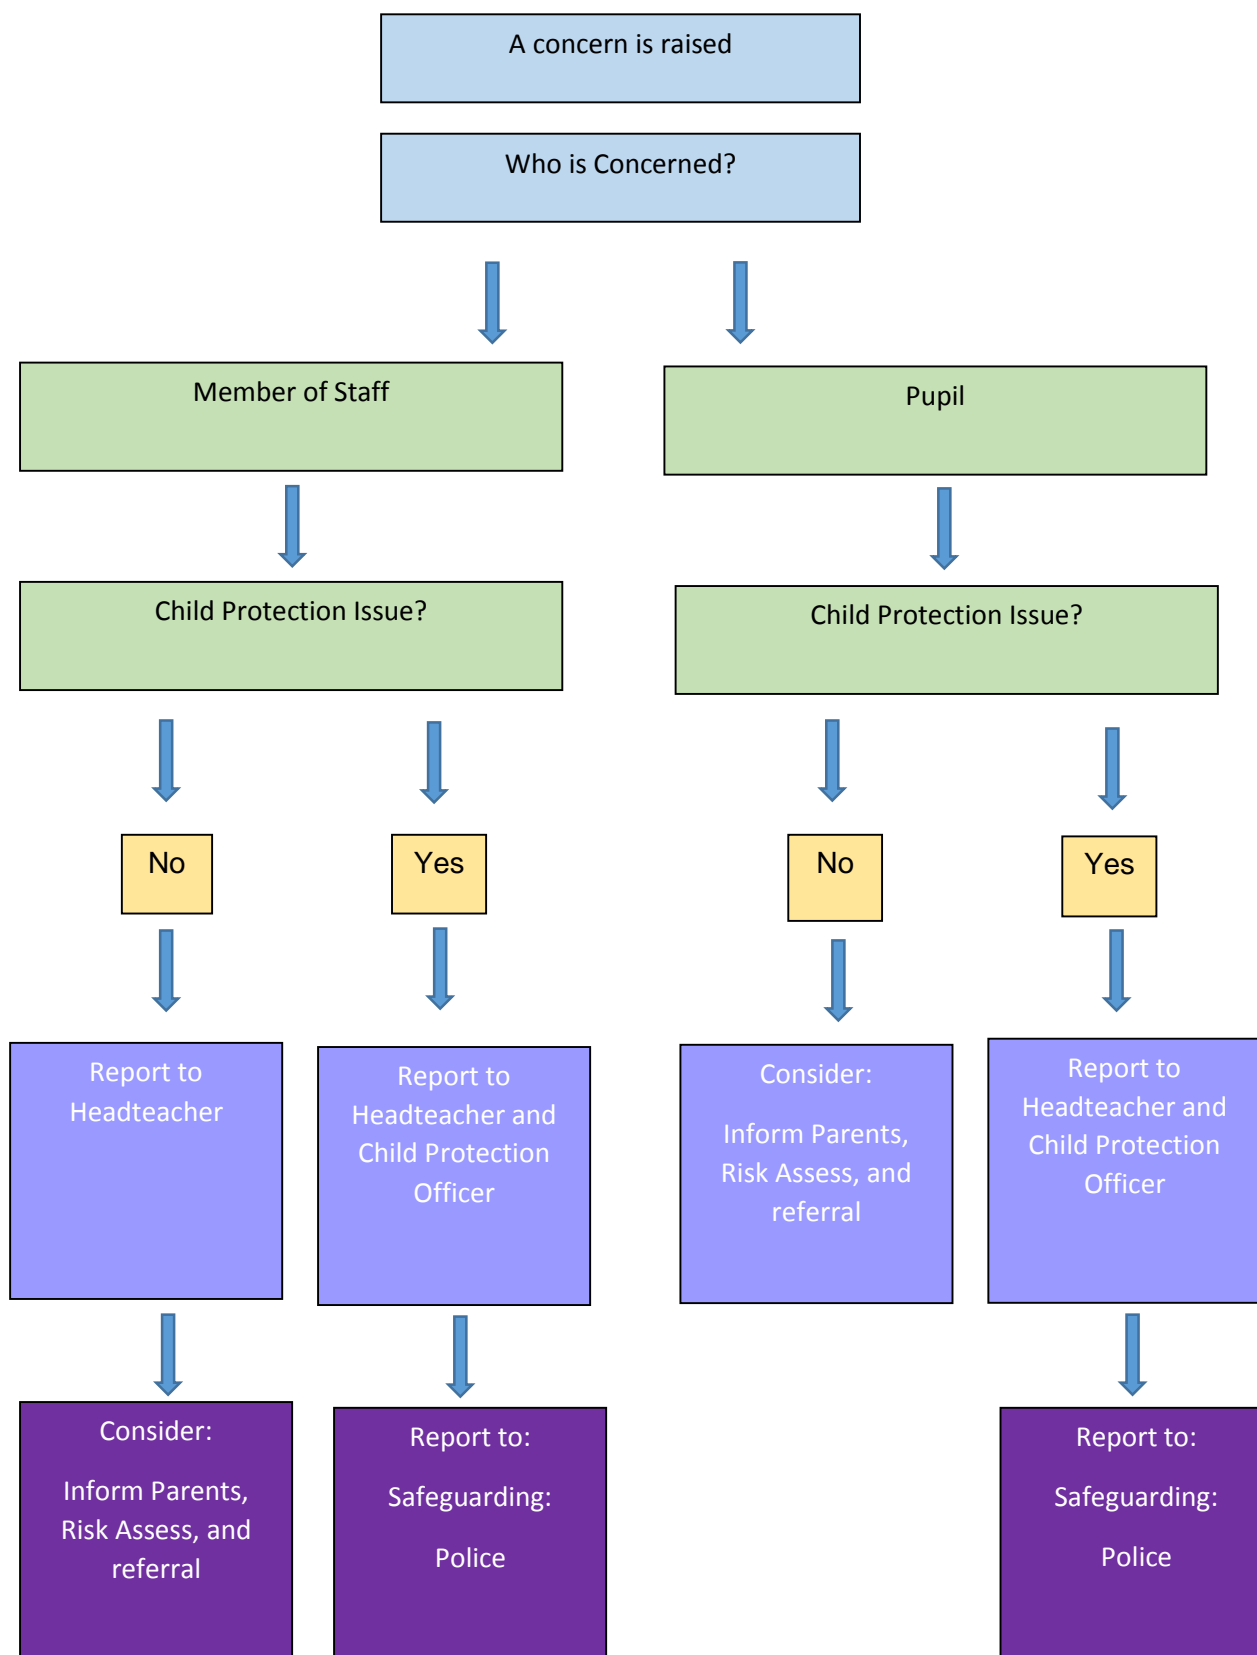 A concern is raised
Who is Concerned?
Member of Staff
Pupil
Child Protection Issue?
Child Protection Issue?
No
Yes
No
Yes
Report to
Headteacher
Report to
Headteacher and
Child Protection
Officer
Consider:
Inform Parents,
Risk Assess, and
referral
Report to
Headteacher and
Child Protection
Officer
Consider:
Inform Parents,
Risk Assess, and
referral
Report to:
Safeguarding:
Police
Report to:
Safeguarding:
Police